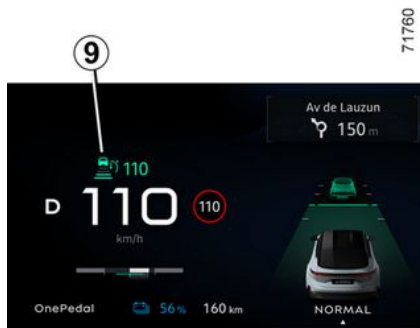 71760
9
Av de Lauzun
150 m
110
D 110 110
km/h
OnePedal 56% 160 km NORMAL